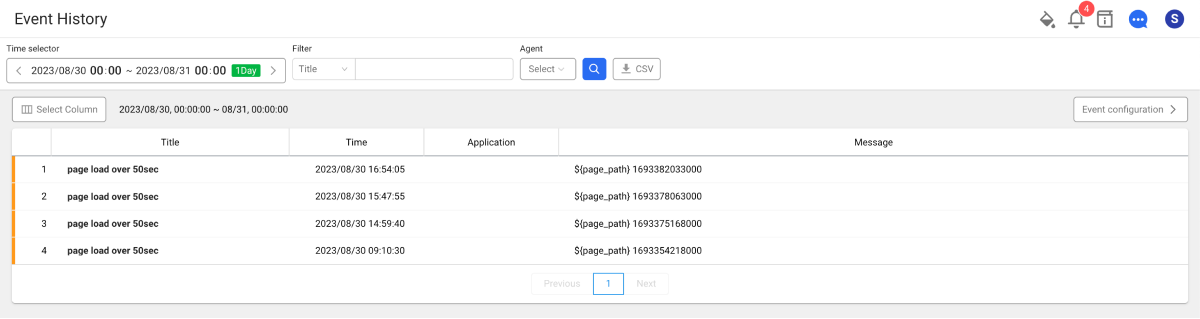 Event History
4
S
Time selector
Filter
Agent
2023/08/30 00:00 ~ 2023/08/31 00:00 1Day
Title
Select
CSV
Select Column
2023/08/30, 00:00:00 ~ 08/31, 00:00:00
Event configuration
Title Time Application Message
1 page load over 50sec 2023/08/30 16:54:05 ${page_path} 1693382033000
2 page load over 50sec 2023/08/30 15:47:55 ${page_path} 1693378063000
3 page load over 50sec 2023/08/30 14:59:40 ${page_path} 1693375168000
4 page load over 50sec 2023/08/30 09:10:30 ${page_path} 1693354218000
Previous 1 Next